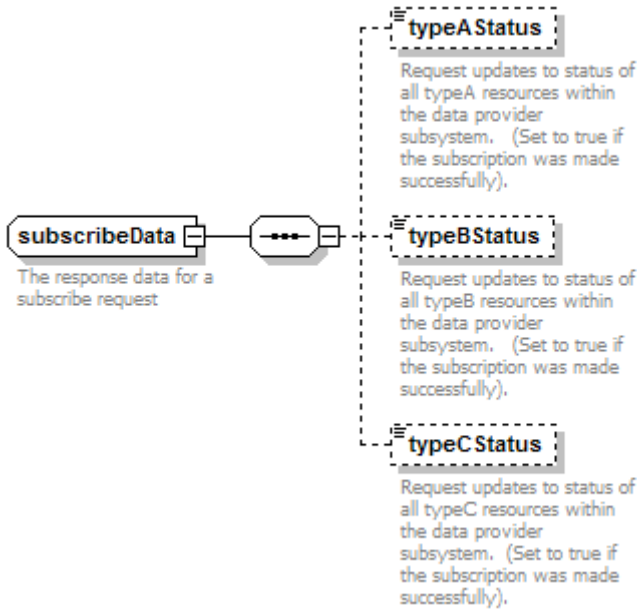 typeAStatus
Request updates to status of
all typeA resources within
the data provider
subsystem.   (Set to true if
the subscription was made
successfully).
subscribeData
The response data for a
subscribe request
typeBStatus
Request updates to status of
all typeB resources within
the data provider
subsystem.   (Set to true if
the subscription was made
successfully).
typeCStatus
Request updates to status of
all typeC resources within
the data provider
subsystem.  (Set to true if
the subscription was made
successfully).